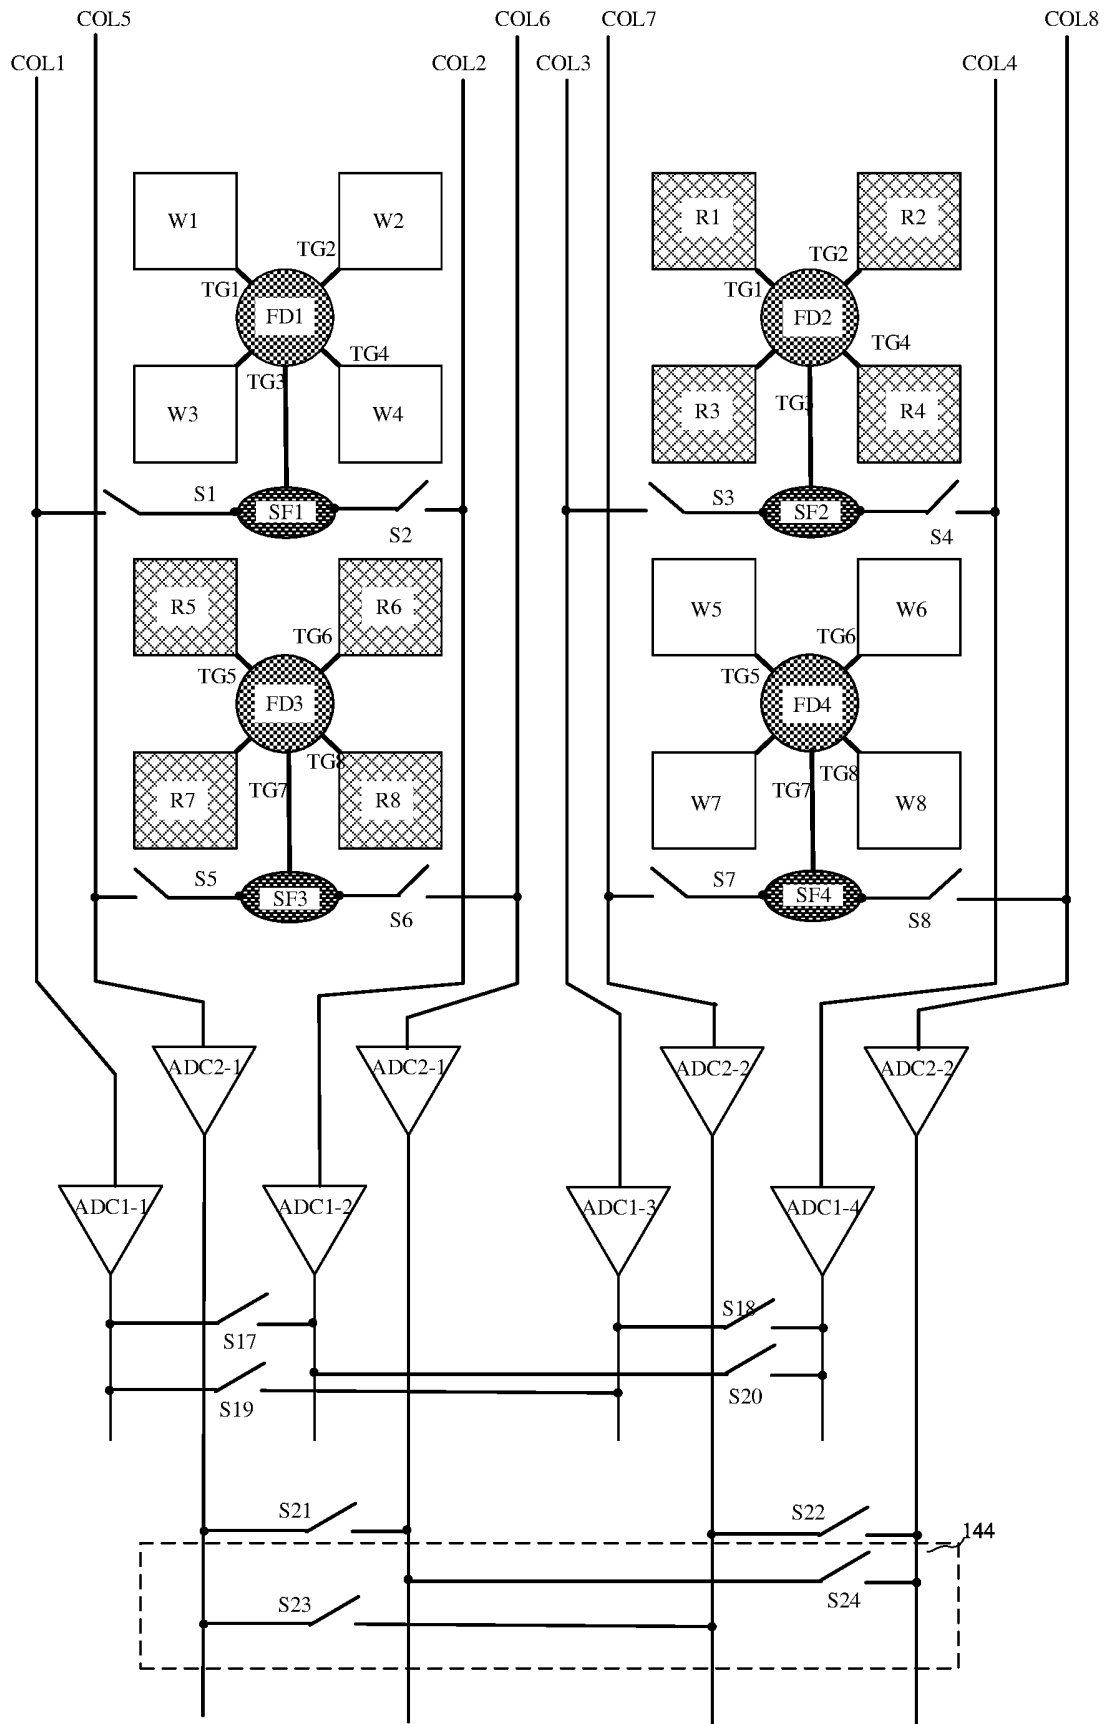 COL5 COL6 COL7 COL8
COL1 COL2 COL3 COL4
W1 W2 R1 R2
TG2 TG2
TG1 FD1 TG1 FD2
TG4 TG4
TG3 TG3
W3 W4 R3 R4
S1 SF1 S2 S3 SF2 S4
R5 R6 W5 W6
TG6 TG6
TG5 FD3 TG5 FD4
TG8 TG8
TG7 TG7
R7 R8 W7 W8
S5 SF3 S6 S7 SF4 S8
ADC2-1 ADC2-1 ADC2-2 ADC2-2
ADC1-1 ADC1-2 ADC1-3 ADC1-4
S17 S18
S19 S20
S21 S22
144
S23 S24